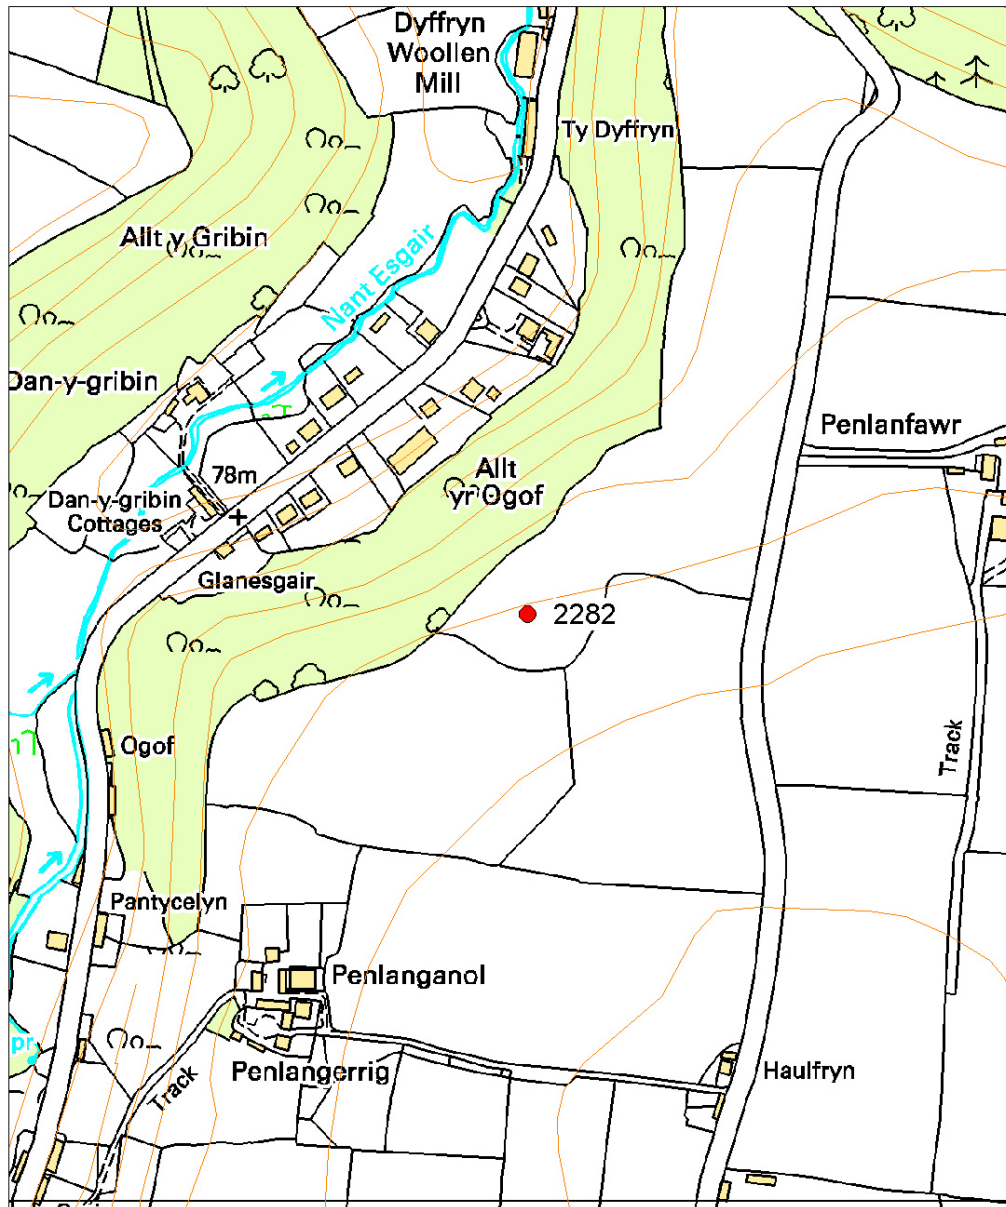 Dyffryn
Woollen
Mill
Ty Dyffryn
Allt y Gribin
Nant Esgair
Dan-y-gribin
Penlanfawr
78m
Allt
yr Ogof
Dan-y-gribin
Cottages
Glanesgair
2282
Ogof
Track
Pantycelyn
Penlanganol
pr
Penlangerrig
Haulfryn
Track